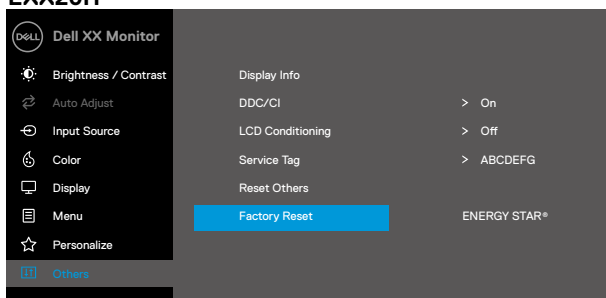 DELL Dell XX Monitor
Brightness / Contrast
Auto Adjust
Input Source
Color
Display
Menu
Personalize
Others
Display Info
DDC/CI > On
LCD Conditioning > Off
Service Tag > ABCDEFG
Reset Others
Factory Reset ENERGY STAR®